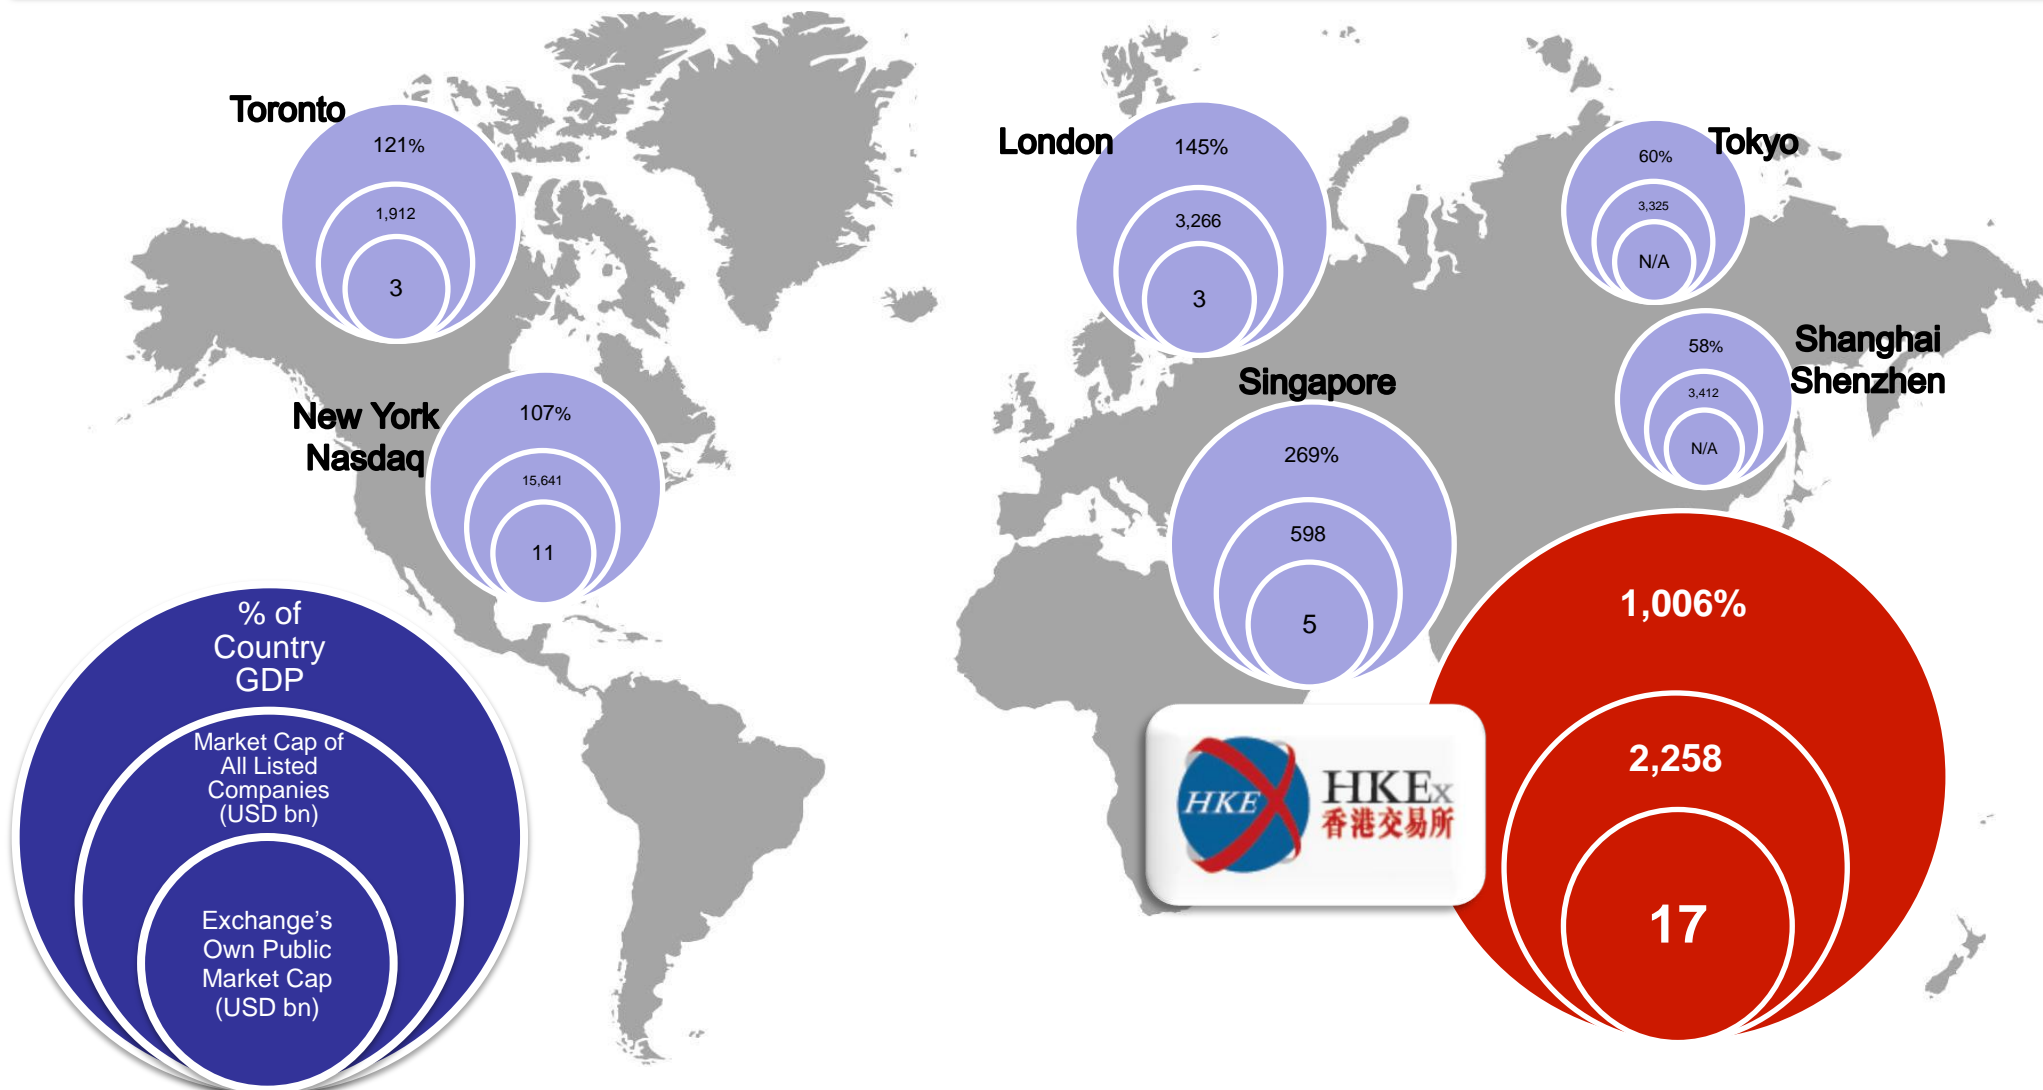 Toronto
121%
1,912
3
New York
Nasdaq
107%
15,641
11
% of
Country
GDP
Market Cap of
All Listed
Companies
(USD bn)
Exchange's
Own Public
Market Cap
(USD bn)
London
145%
3,266
3
Tokyo
60%
3,325
N/A
Shanghai
Shenzhen
58%
3,412
N/A
Singapore
269%
598
5
HKE
HKEx
香港交易所
1,006%
2,258
17